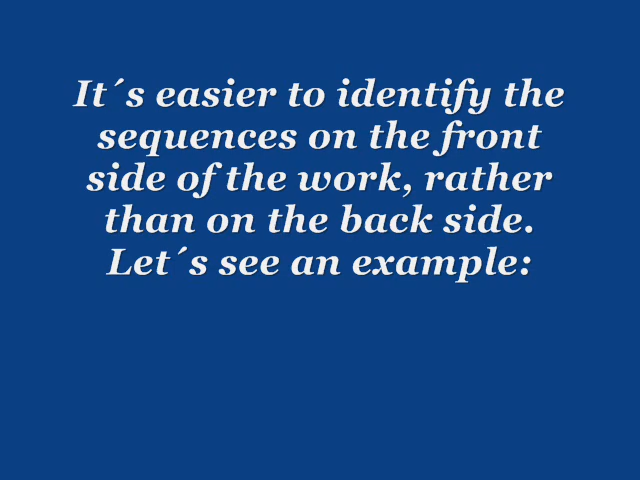 It´s easier to identify the
sequences on the front
side of the work, rather
than on the back side.
Let´s see an example: